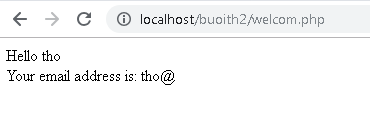 localhost/buoith2/welcom.php
Hello tho
Your email address is: tho@